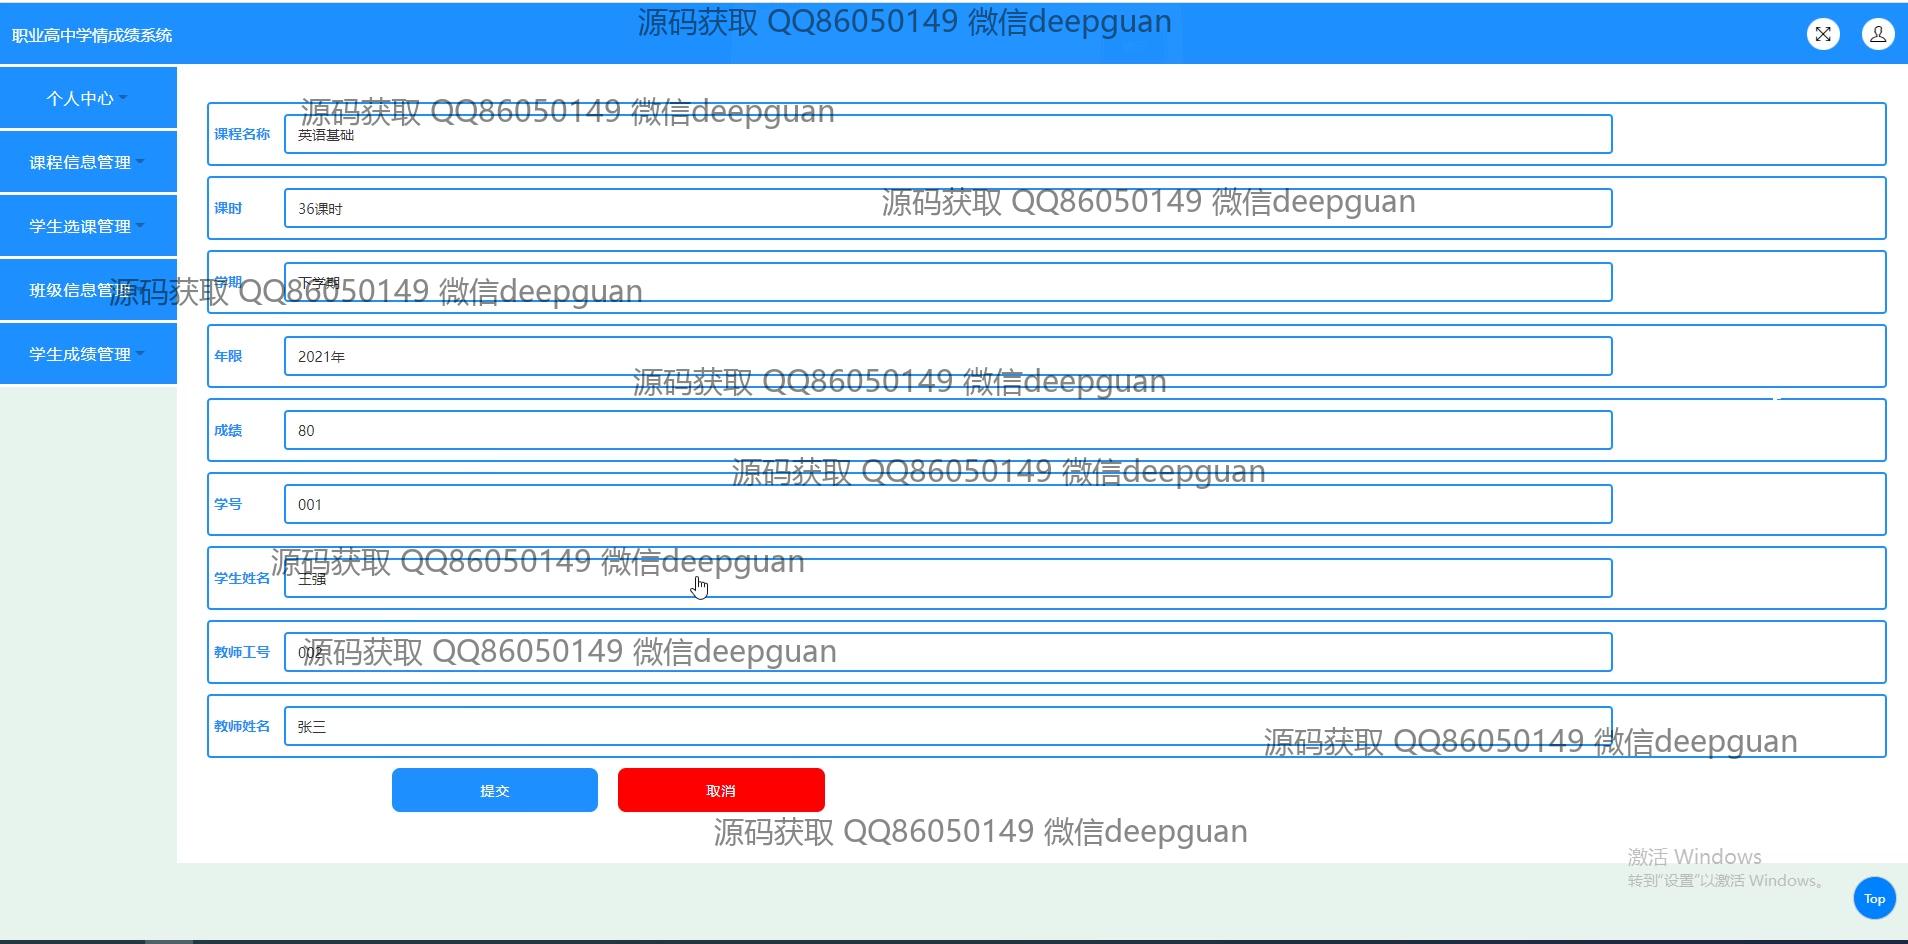 源码获取 QQ86050149 微信deepguan
职业高中学情成绩系统
个人中心
课程信息管理
学生选课管理
班级信息管理
学生成绩管理
源码获取 QQ86050149 微信deepguan
课程名称 英语基础
源码获取 QQ86050149 微信deepguan
课时 36课时
学期 下学期
源码获取 QQ86050149 微信deepguan
年限 2021年
源码获取 QQ86050149 微信deepguan
成绩 80
源码获取 QQ86050149 微信deepguan
学号 001
源码获取 QQ86050149 微信deepguan
学生姓名 王强
教师工号 002
源码获取 QQ86050149 微信deepguan
教师姓名 张三
源码获取 QQ86050149 微信deepguan
提交 取消
源码获取 QQ86050149 微信deepguan
激活 Windows
转到"设置"以激活 Windows。
Top